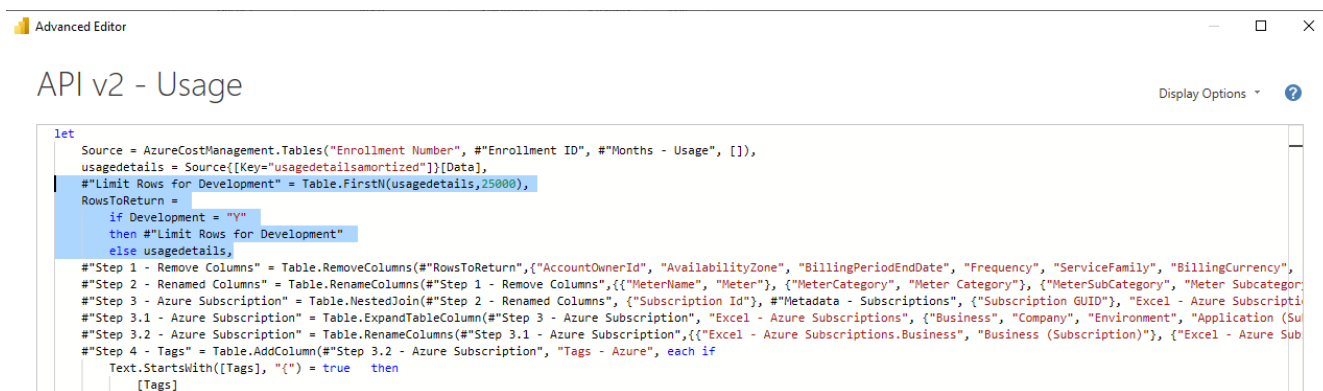 Advanced Editor
API v2 - Usage
Display Options
let
Source = AzureCostManagement.Tables("Enrollment Number", #"Enrollment ID", #"Months - Usage", []),
usagedetails = Source{[Key="usagedetailsamortized"]}[Data],
#"Limit Rows for Development" = Table.FirstN(usagedetails,25000),
RowsToReturn =
if Development = "Y"
then #"Limit Rows for Development"
else usagedetails,
#"Step 1 - Remove Columns" = Table.RemoveColumns(#"RowsToReturn",{"AccountOwnerId", "AvailabilityZone", "BillingPeriodEndDate", "Frequency", "ServiceFamily", "BillingCurrency",
#"Step 2 - Renamed Columns" = Table.RenameColumns(#"Step 1 - Remove Columns",{{"MeterName", "Meter"}, {"MeterCategory", "Meter Category"}, {"MeterSubCategory", "Meter Subcategory
#"Step 3 - Azure Subscription" = Table.NestedJoin(#"Step 2 - Renamed Columns", {"Subscription Id"}, #"Metadata - Subscriptions", {"Subscription GUID"}, "Excel - Azure Subscripti
#"Step 3.1 - Azure Subscription" = Table.ExpandTableColumn(#"Step 3 - Azure Subscription", "Excel - Azure Subscriptions", {"Business", "Company", "Environment", "Application (Su
#"Step 3.2 - Azure Subscription" = Table.RenameColumns(#"Step 3.1 - Azure Subscription",{{"Excel - Azure Subscriptions.Business", "Business (Subscription)"}, {"Excel - Azure Sub
#"Step 4 - Tags" = Table.AddColumn(#"Step 3.2 - Azure Subscription", "Tags - Azure", each if
Text.StartsWith([Tags], "{") = true then
[Tags]